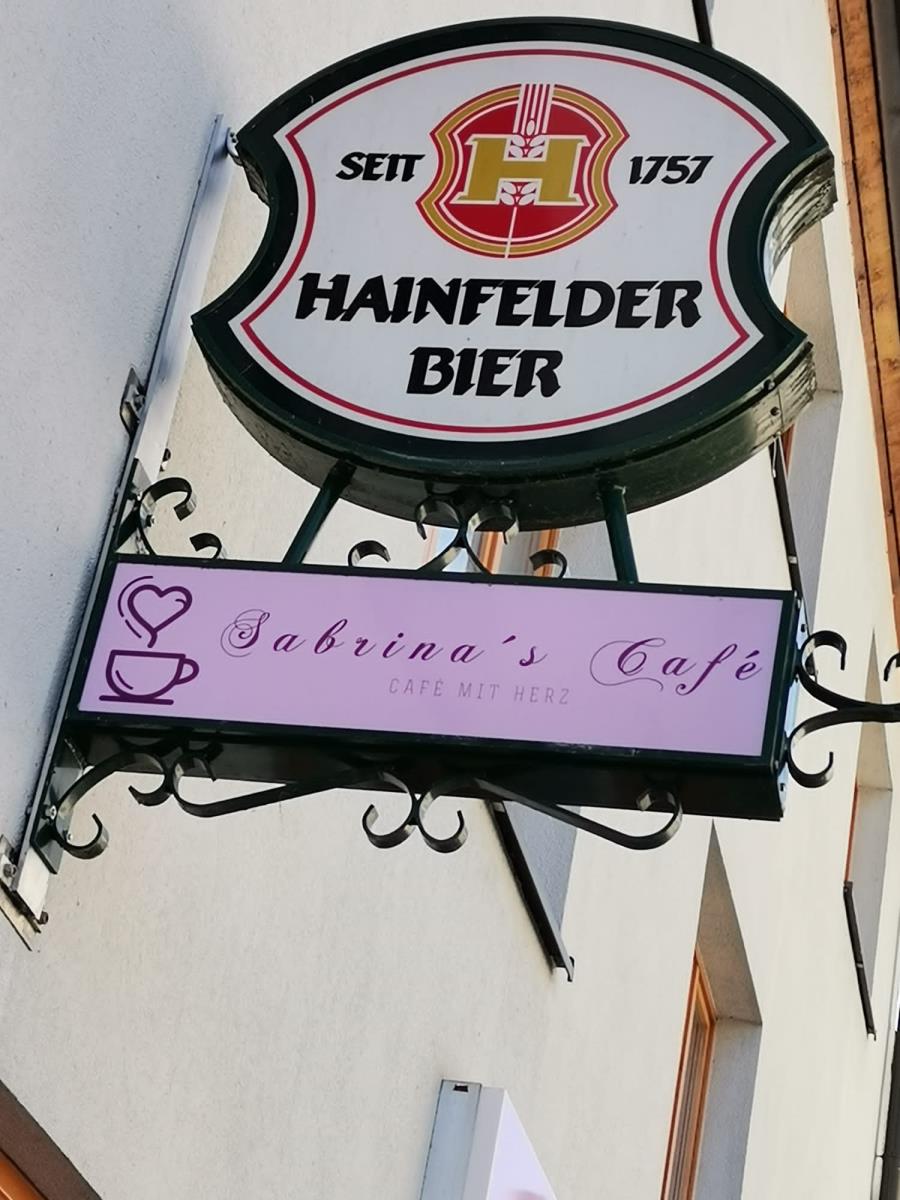 SEIT H 1757
HAINFELDER
BIER
Sabrina´s Café
CAFÉ MIT HERZ